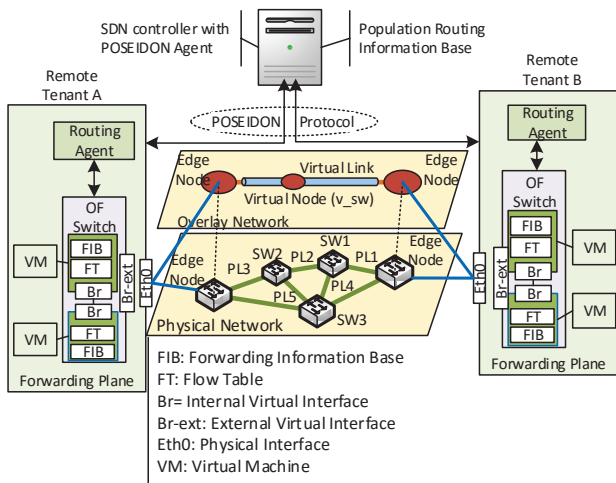 SDN controller with
POSEIDON Agent
Population Routing
Information Base
Remote
Tenant A
Remote
Tenant B
POSEIDON Protocol
Routing
Agent
Routing
Agent
Edge
Node
Virtual Link
Edge
Node
Virtual Node (v_sw)
Overlay Network
OF
Switch
FIB
FT
Br
Br
FT
FIB
VM
VM
Br-ext
Eth0
Edge
Node
PL3
SW2
PL2
SW1
PL1
Edge
Node
PL5
PL4
SW3
Physical Network
Eth0
Br-ext
OF
Switch
FIB
FT
Br
Br
FT
FIB
VM
VM
Forwarding Plane
Forwarding Plane
FIB: Forwarding Information Base
FT: Flow Table
Br= Internal Virtual Interface
Br-ext: External Virtual Interface
Eth0: Physical Interface
VM: Virtual Machine